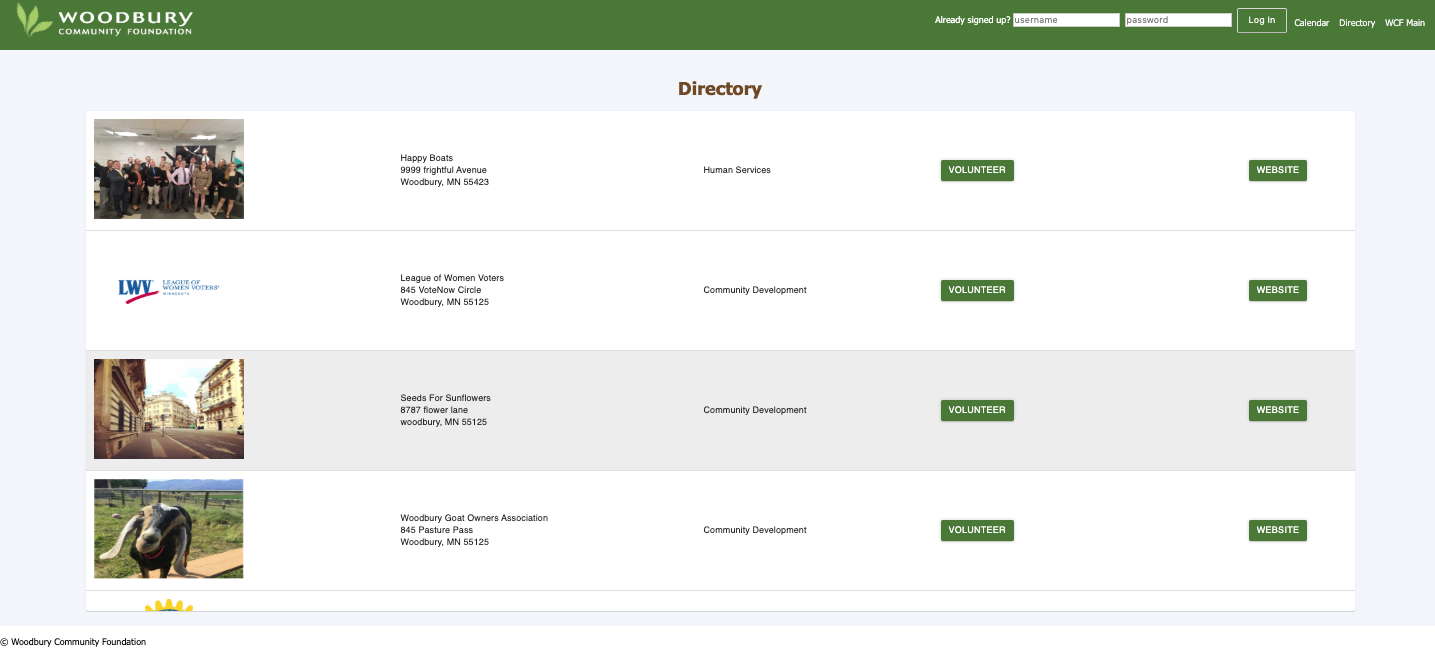 WOODBURY
COMMUNITY FOUNDATION
Already signed up? username password Log In Calendar Directory WCF Main
Directory
Happy Boats
9999 frightful Avenue
Woodbury, MN 55423
Human Services
VOLUNTEER
WEBSITE
LWV LEAGUE OF
WOMEN VOTERS®
MINNESOTA
League of Women Voters
845 VoteNow Circle
Woodbury, MN 55125
Community Development
VOLUNTEER
WEBSITE
Seeds For Sunflowers
8787 flower lane
woodbury, MN 55125
Community Development
VOLUNTEER
WEBSITE
Woodbury Goat Owners Association
845 Pasture Pass
Woodbury, MN 55125
Community Development
VOLUNTEER
WEBSITE
© Woodbury Community Foundation